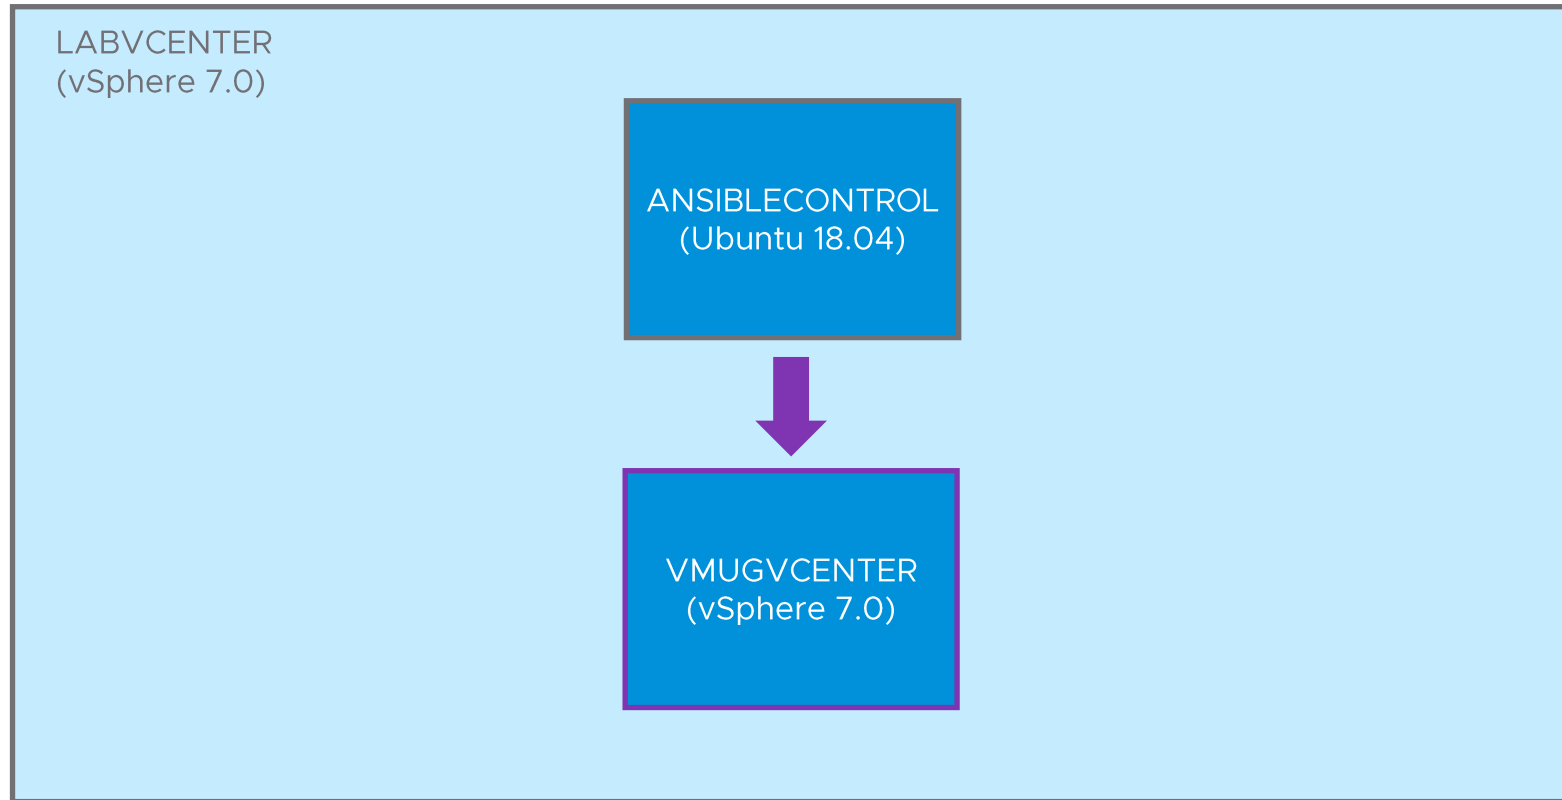 LABVCENTER
(vSphere 7.0)
ANSIBLECONTROL
(Ubuntu 18.04)
VMUGVCENTER
(vSphere 7.0)